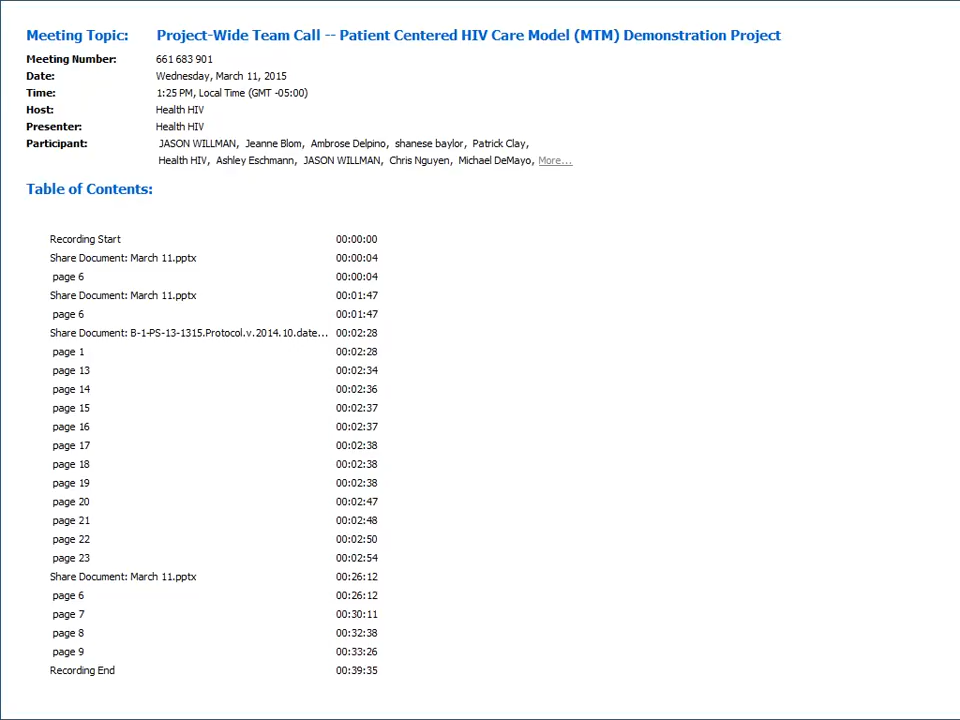 Meeting Topic: Project-Wide Team Call -- Patient Centered HIV Care Model (MTM) Demonstration Project
Meeting Number: 661 683 901
Date: Wednesday, March 11, 2015
Time: 1:25 PM, Local Time (GMT -05:00)
Host: Health HIV
Presenter: Health HIV
Participant: JASON WILLMAN, Jeanne Blom, Ambrose Delpino, shanese baylor, Patrick Clay,
Health HIV, Ashley Eschmann, JASON WILLMAN, Chris Nguyen, Michael DeMayo, More...
Table of Contents:
Recording Start 00:00:00
Share Document: March 11.pptx 00:00:04
page 6 00:00:04
Share Document: March 11.pptx 00:01:47
page 6 00:01:47
Share Document: B-1-PS-13-1315.Protocol.v.2014.10.date... 00:02:28
page 1 00:02:28
page 13 00:02:34
page 14 00:02:36
page 15 00:02:37
page 16 00:02:37
page 17 00:02:38
page 18 00:02:38
page 19 00:02:38
page 20 00:02:47
page 21 00:02:48
page 22 00:02:50
page 23 00:02:54
Share Document: March 11.pptx 00:26:12
page 6 00:26:12
page 7 00:30:11
page 8 00:32:38
page 9 00:33:26
Recording End 00:39:35